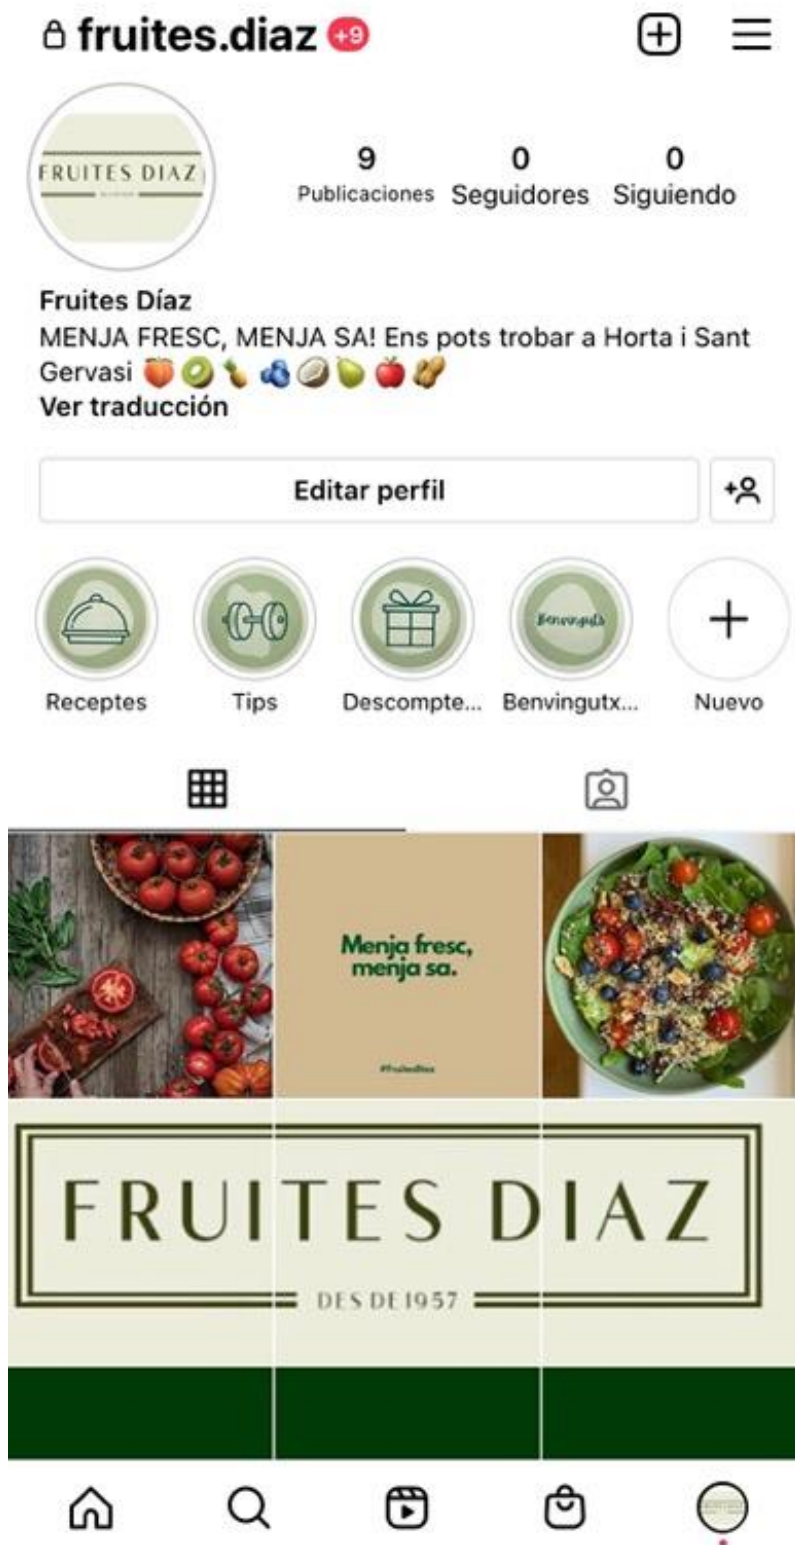 fruites.diaz +9
FRUITES DIAZ
9 0 0
Publicaciones Seguidores Siguiendo
Fruites Díaz
MENJA FRESC, MENJA SA! Ens pots trobar a Horta i Sant
Gervasi 🍑🥝🍍🫐🥥🍐🍎🥜
Ver traducción
Editar perfil
Benvinguts
Receptes Tips Descompte... Benvingutx... Nuevo
Menja fresc,
menja sa.
#FruitesDiaz
FRUITES DIAZ
DES DE 1957